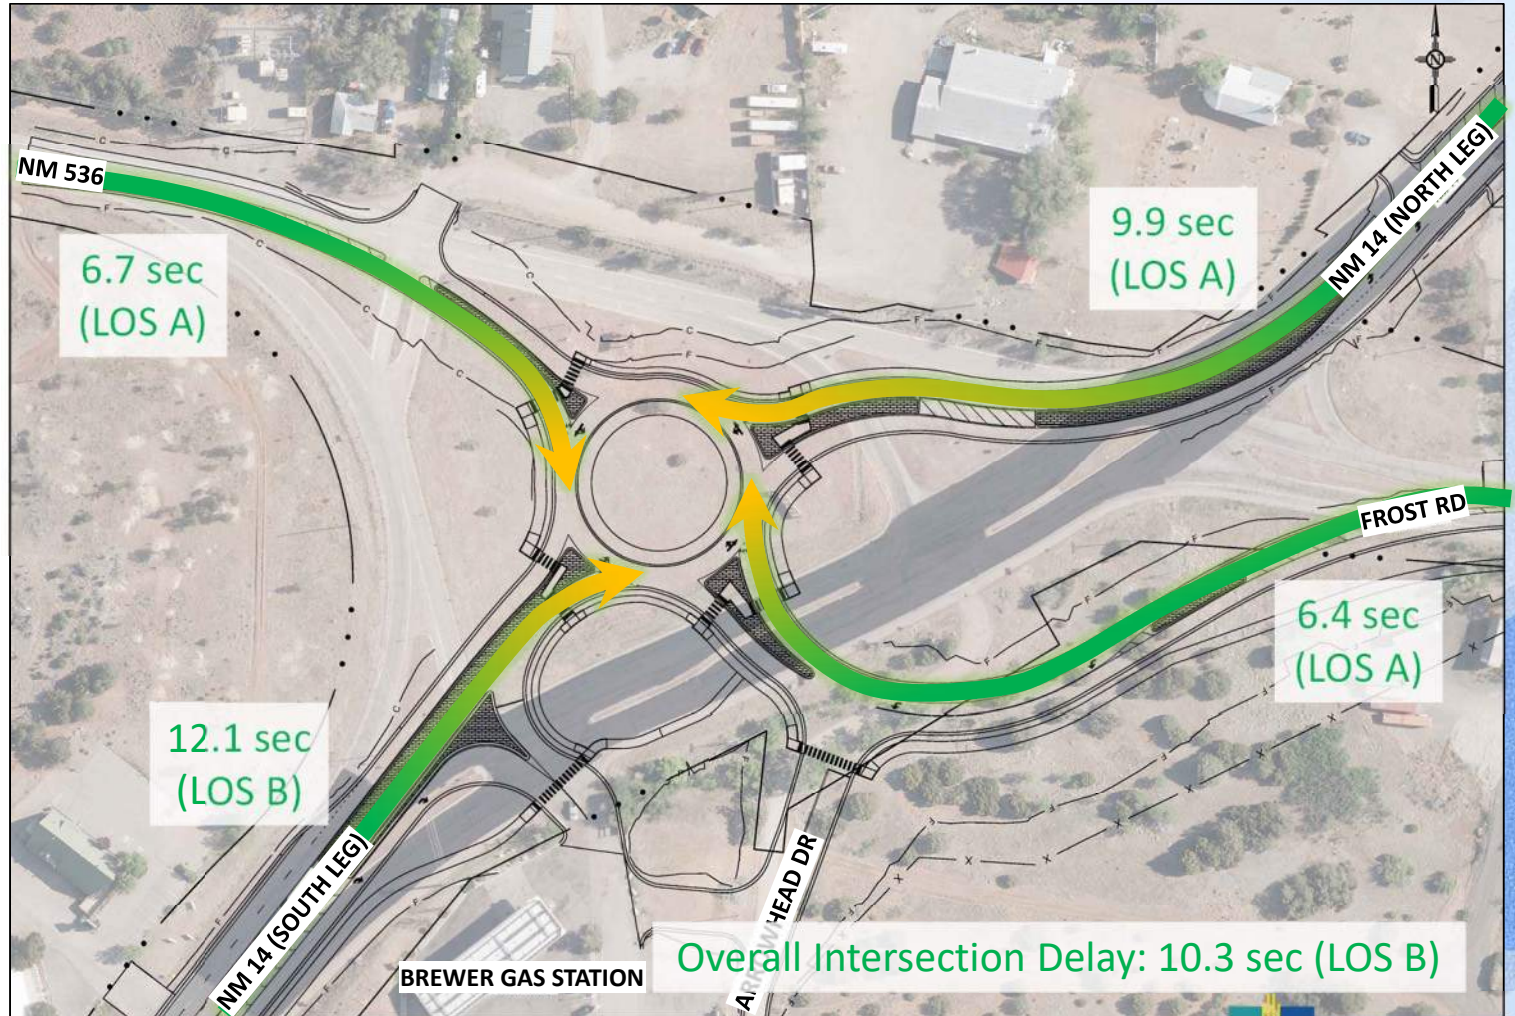 NM 536
6.7 sec
(LOS A)
9.9 sec
(LOS A)
NM 14 (NORTH LEG)
FROST RD
6.4 sec
(LOS A)
12.1 sec
(LOS B)
NM 14 (SOUTH LEG)
ARROWHEAD DR
BREWER GAS STATION
Overall Intersection Delay: 10.3 sec (LOS B)
N
C
C
F
C
C
C
C
F
F
F
F
F
F
F
F
F
F
X
X
X
X
X